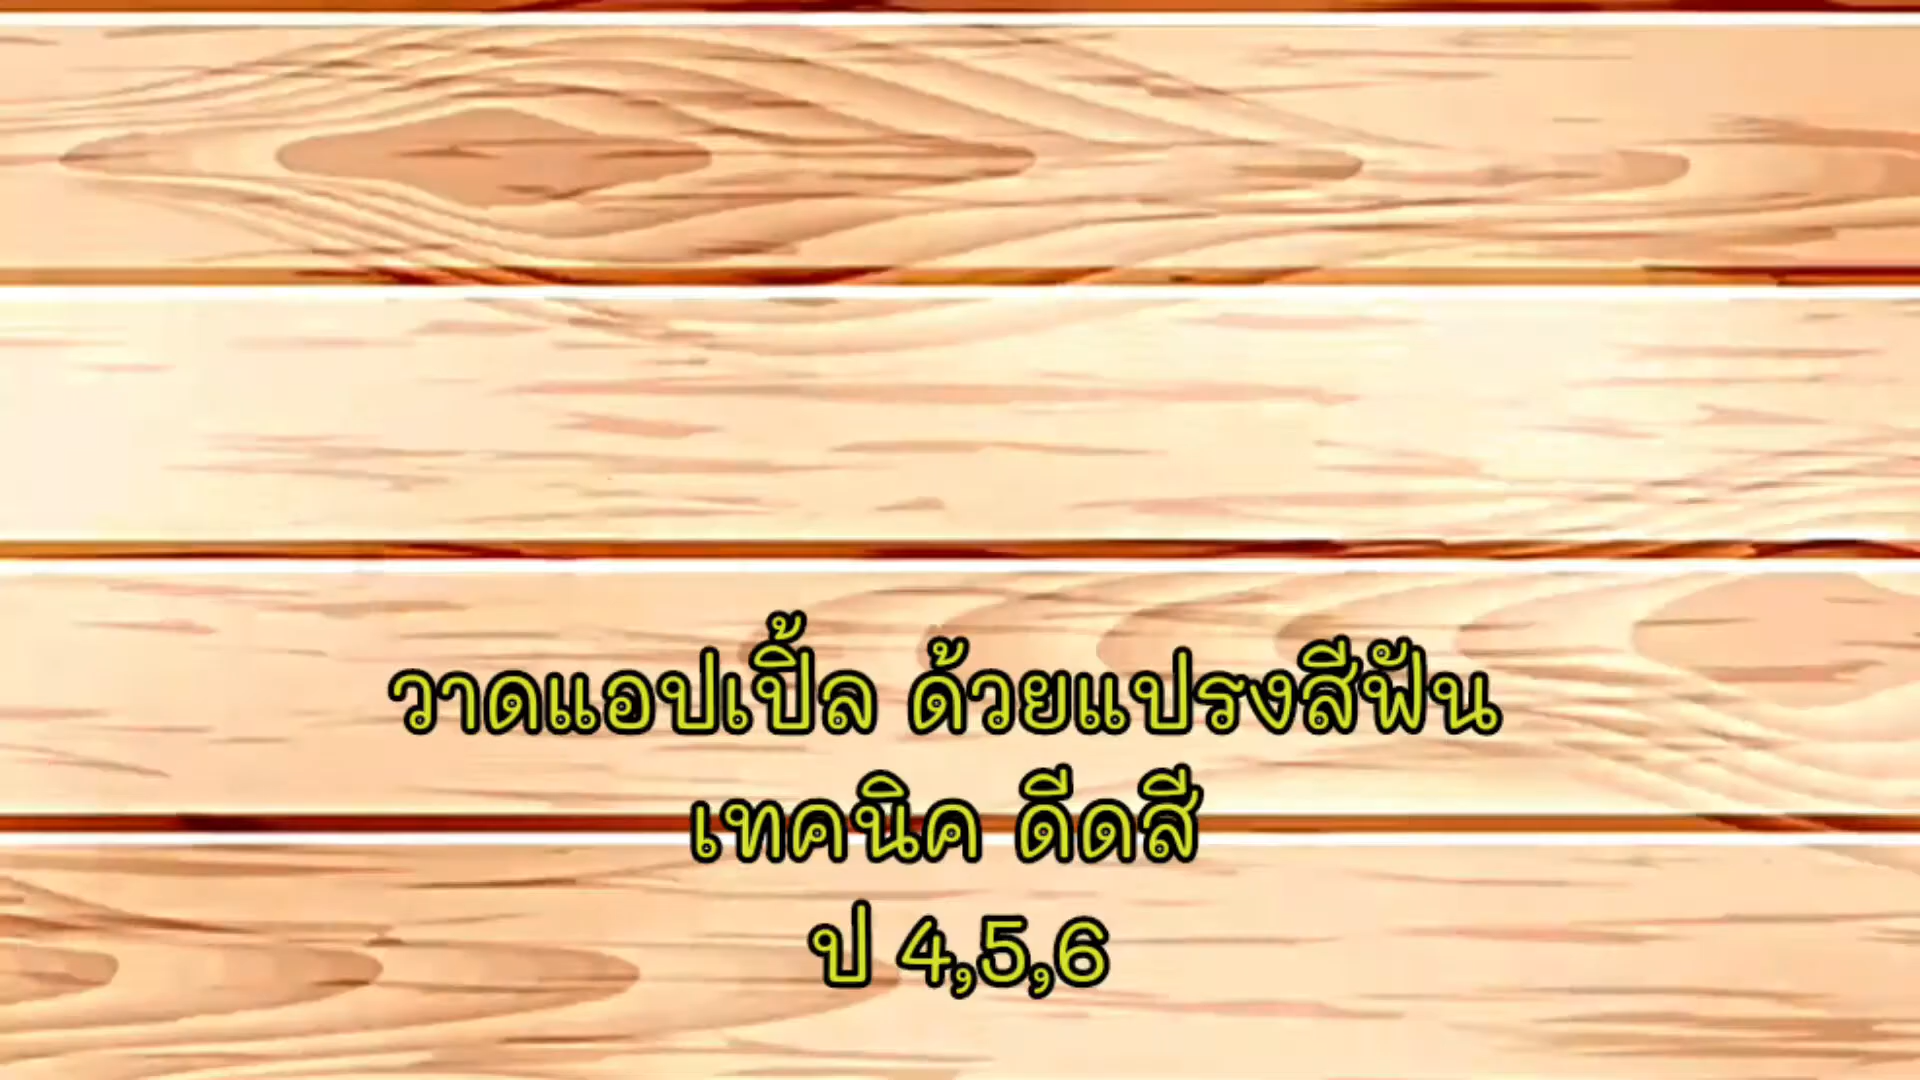 วาดแอปเปิ้ล ด้วยแปรงสีฟัน
เทคนิค ดีดสี
ป 4,5,6